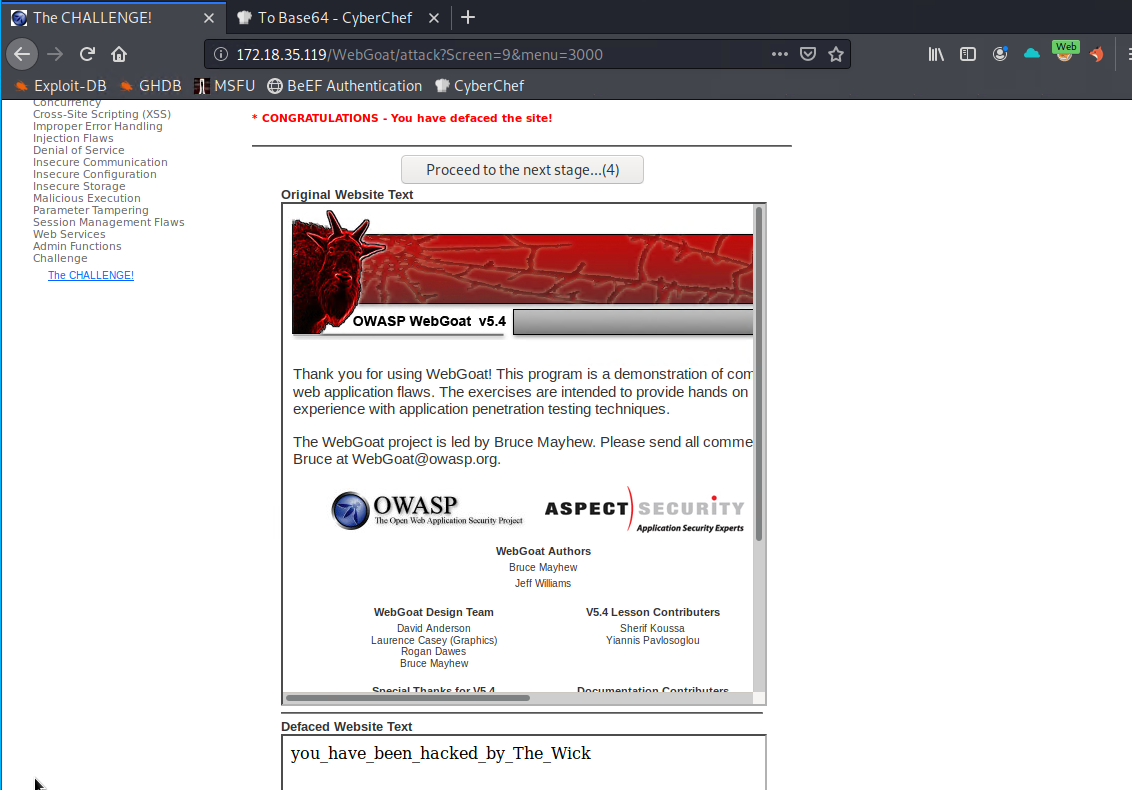 The CHALLENGE!
To Base64 - CyberChef
172.18.35.119/WebGoat/attack?Screen=9&menu=3000
Web
Exploit-DB
GHDB
MSFU
BeEF Authentication
CyberChef
Concurrency
Cross-Site Scripting (XSS)
Improper Error Handling
Injection Flaws
Denial of Service
Insecure Communication
Insecure Configuration
Insecure Storage
Malicious Execution
Parameter Tampering
Session Management Flaws
Web Services
Admin Functions
Challenge
The CHALLENGE!
* CONGRATULATIONS - You have defaced the site!
Proceed to the next stage...(4)
Original Website Text
OWASP WebGoat v5.4
Thank you for using WebGoat! This program is a demonstration of com
web application flaws. The exercises are intended to provide hands on
experience with application penetration testing techniques.
The WebGoat project is led by Bruce Mayhew. Please send all comme
Bruce at WebGoat@owasp.org.
OWASP
The Open Web Application Security Project
ASPECT SECURITY
Application Security Experts
WebGoat Authors
Bruce Mayhew
Jeff Williams
WebGoat Design Team
David Anderson
Laurence Casey (Graphics)
Rogan Dawes
Bruce Mayhew
V5.4 Lesson Contributers
Sherif Koussa
Yiannis Pavlosoglou
Special Thanks for V5.4
Documentation Contributers
Defaced Website Text
you_have_been_hacked_by_The_Wick